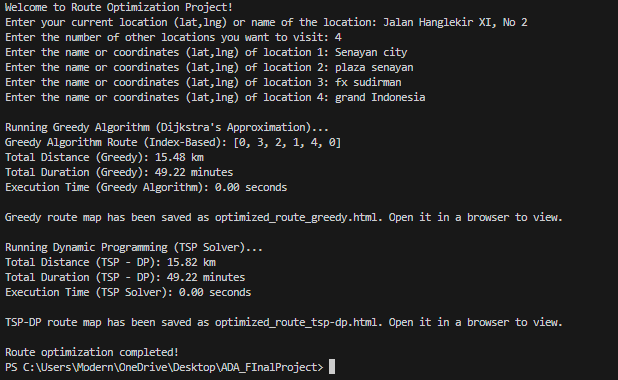 Welcome to Route Optimization Project!
Enter your current location (lat,lng) or name of the location: Jalan Hanglekir XI, No 2
Enter the number of other locations you want to visit: 4
Enter the name or coordinates (lat,lng) of location 1: Senayan city
Enter the name or coordinates (lat,lng) of location 2: plaza senayan
Enter the name or coordinates (lat,lng) of location 3: fx sudirman
Enter the name or coordinates (lat,lng) of location 4: grand Indonesia
Running Greedy Algorithm (Dijkstra's Approximation)...
Greedy Algorithm Route (Index-Based): [0, 3, 2, 1, 4, 0]
Total Distance (Greedy): 15.48 km
Total Duration (Greedy): 49.22 minutes
Execution Time (Greedy Algorithm): 0.00 seconds
Greedy route map has been saved as optimized_route_greedy.html. Open it in a browser to view.
Running Dynamic Programming (TSP Solver)...
Total Distance (TSP - DP): 15.82 km
Total Duration (TSP - DP): 49.22 minutes
Execution Time (TSP Solver): 0.00 seconds
TSP-DP route map has been saved as optimized_route_tsp-dp.html. Open it in a browser to view.
Route optimization completed!
PS C:\Users\Modern\OneDrive\Desktop\ADA_FInalProject>